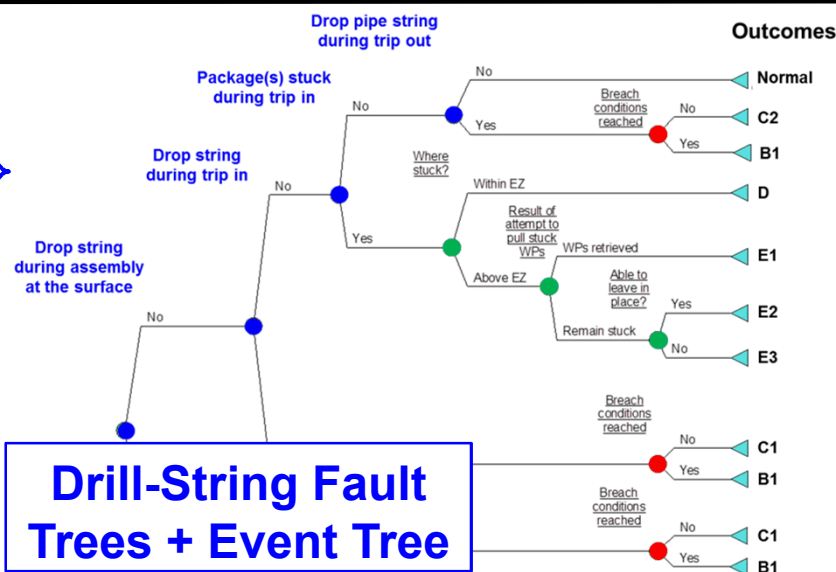 Drop pipe string
during trip out
Outcomes
Package(s) stuck
during trip in
No
Normal
Breach
conditions
reached
No
C2
No
Yes
Yes
B1
Drop string
during trip in
Where
stuck?
No
Within EZ
D
Result of
attempt to
pull stuck
WPs
Yes
WPs retrieved
E1
Drop string
during assembly
at the surface
Above EZ
Able to
leave in
place?
Yes
E2
No
Remain stuck
No
E3
Breach
conditions
reached
No
C1
Yes
B1
Drill-String Fault
Trees + Event Tree
Breach
conditions
reached
No
C1
Yes
B1